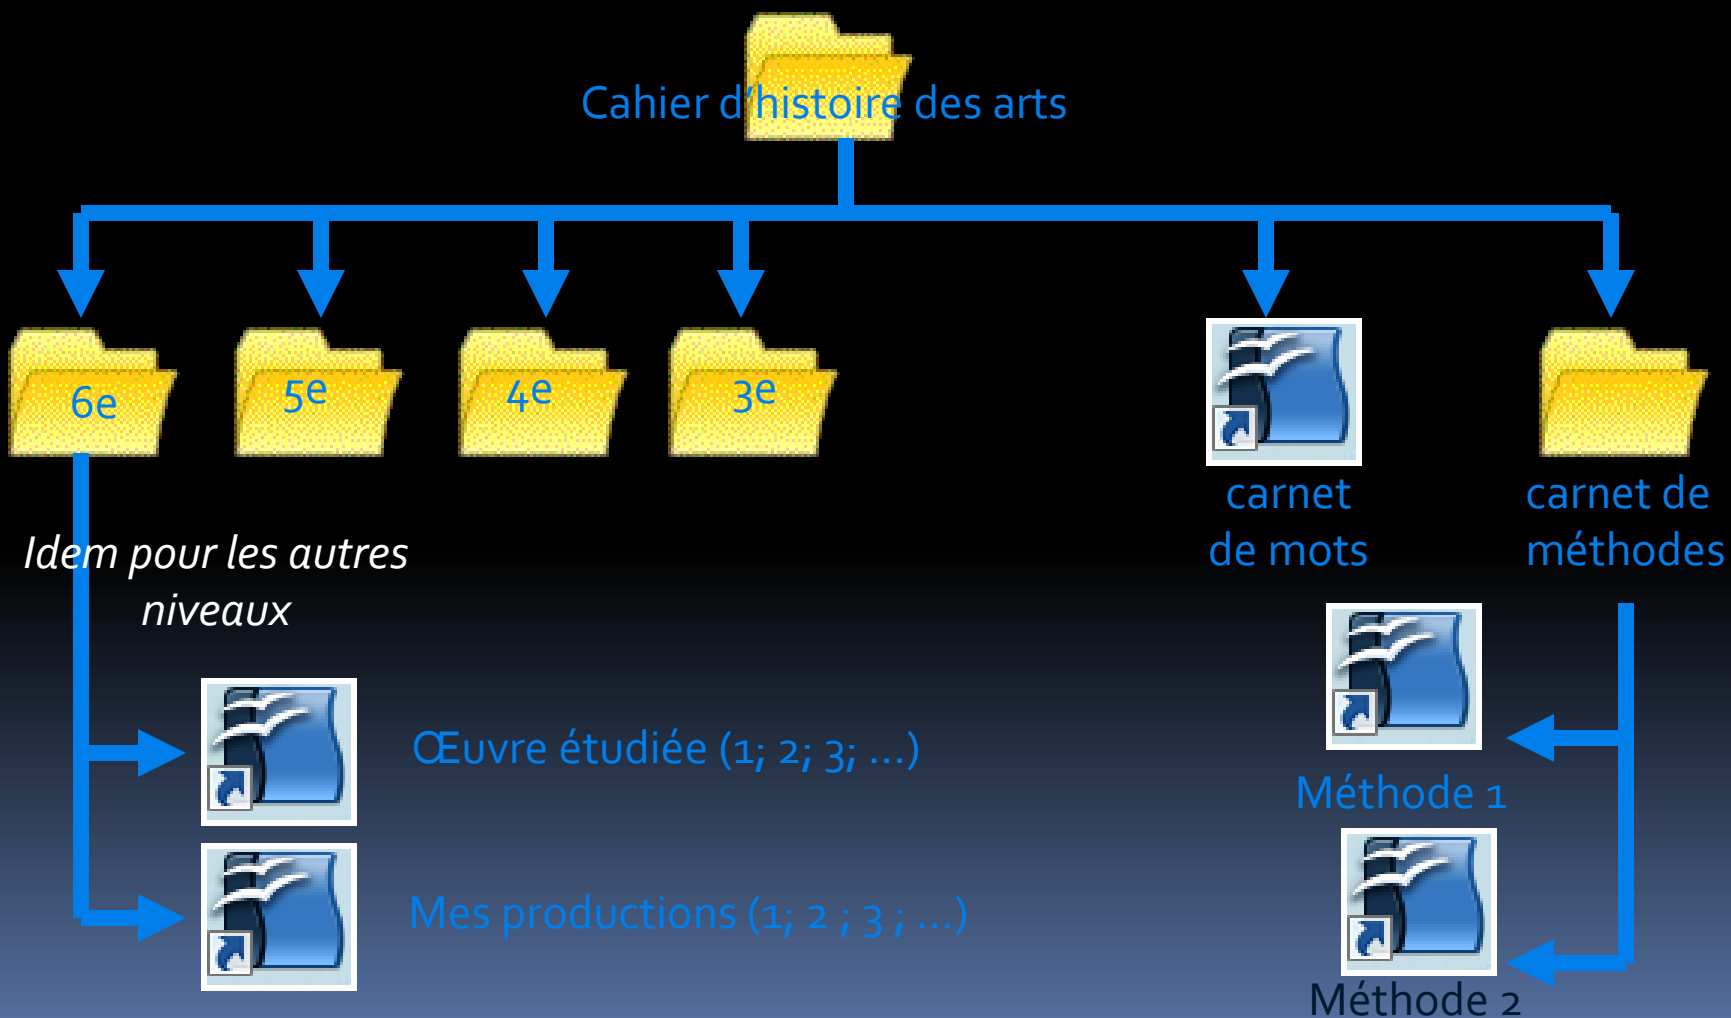 Cahier d'histoire des arts
6e
5e
4e
3e
carnet
de mots
carnet de
méthodes
Idem pour les autres
niveaux
Œuvre étudiée (1; 2; 3; ...)
Mes productions (1; 2 ; 3 ; ...)
Méthode 1
Méthode 2